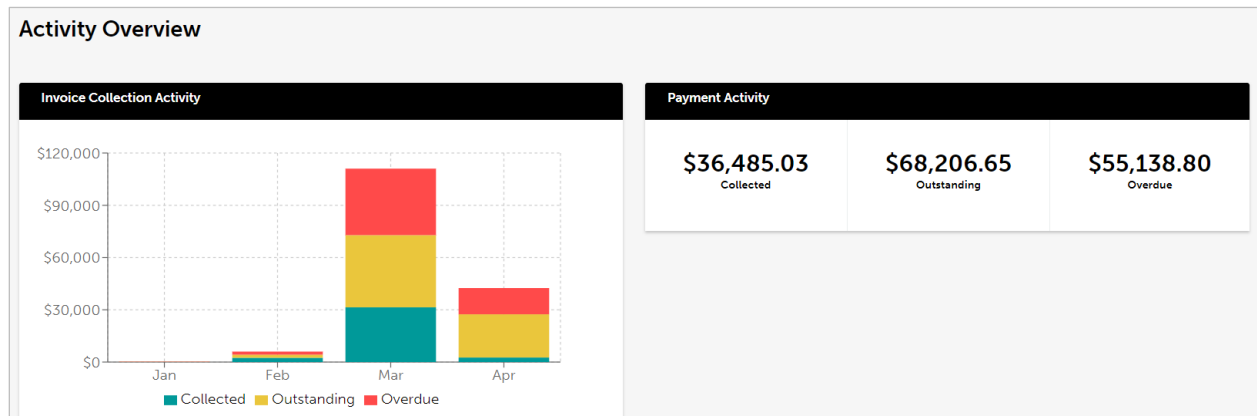 Activity Overview
Invoice Collection Activity
$120,000
$90,000
$60,000
$30,000
$0
Jan Feb Mar Apr
Collected Outstanding Overdue
Payment Activity
$36,485.03 $68,206.65 $55,138.80
Collected Outstanding Overdue